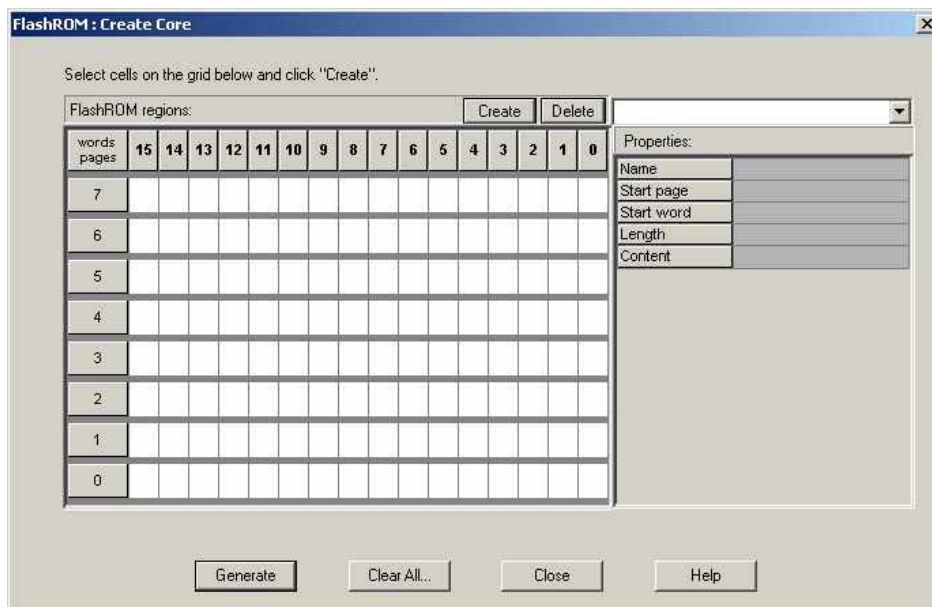 FlashROM : Create Core
Select cells on the grid below and click "Create".
FlashROM regions: Create Delete
words pages 15 14 13 12 11 10 9 8 7 6 5 4 3 2 1 0
7
6
5
4
3
2
1
0
Properties:
Name
Start page
Start word
Length
Content
Generate Clear All... Close Help